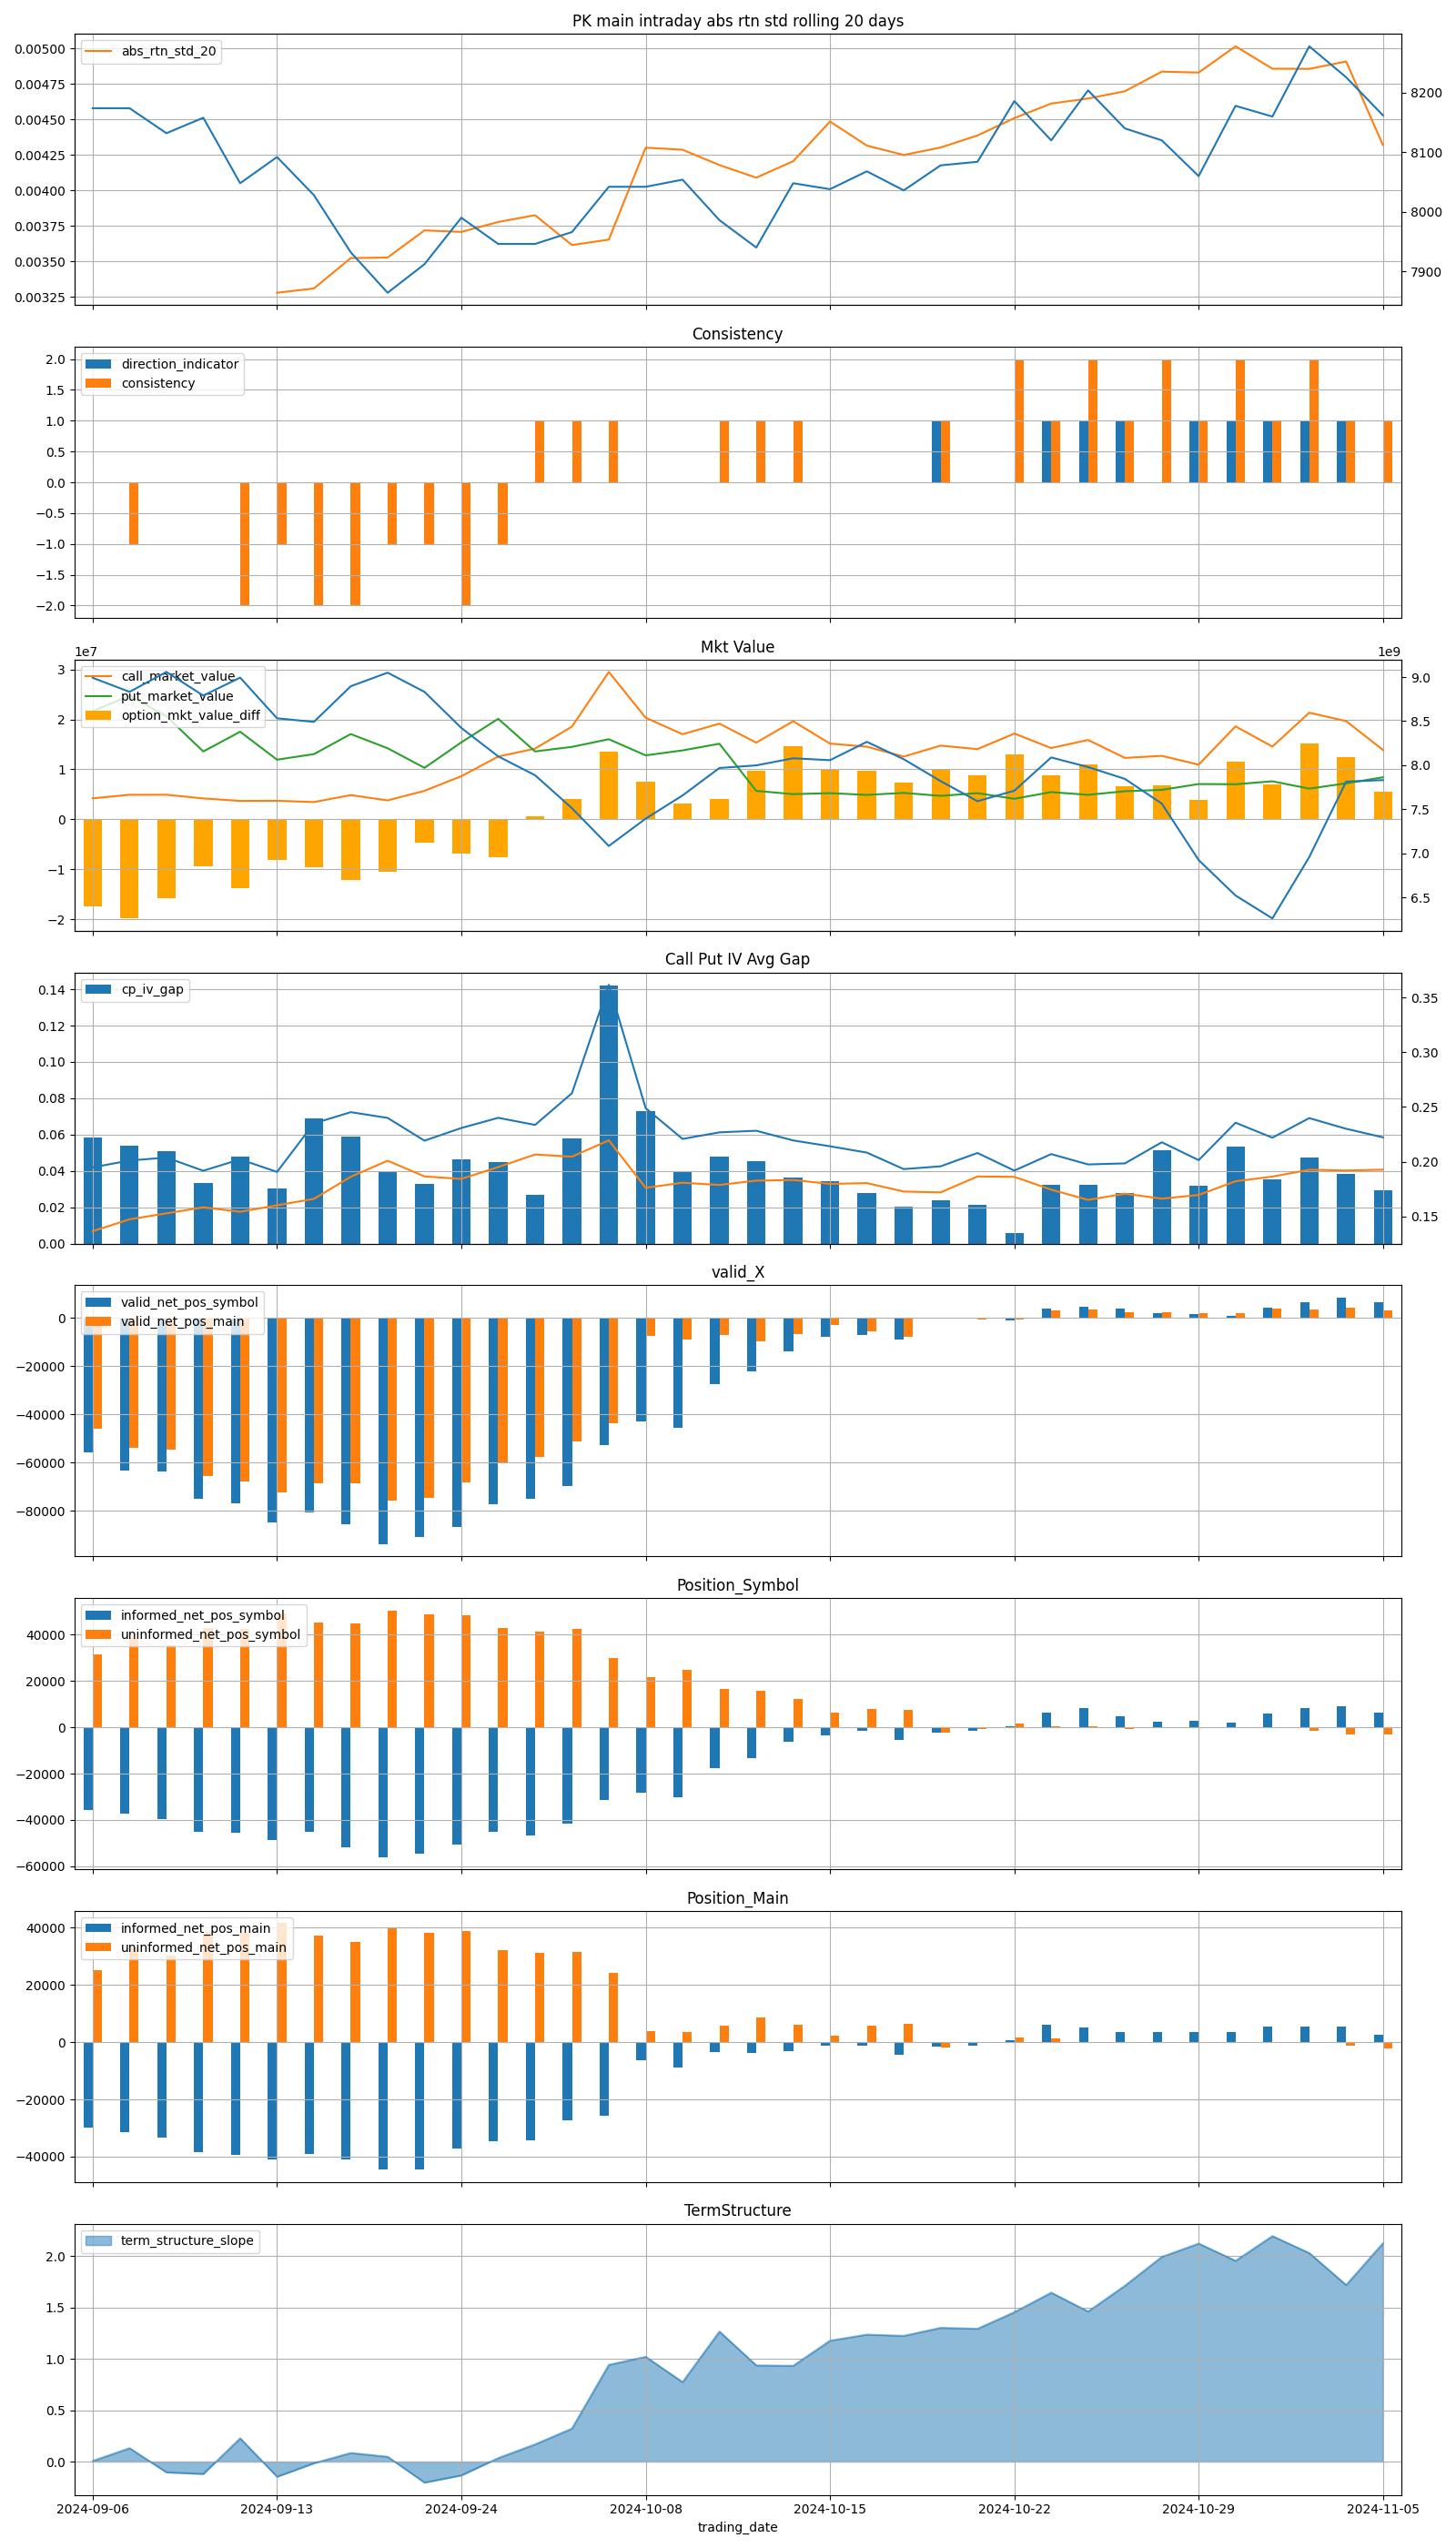 PK main intraday abs rtn std rolling 20 days
abs_rtn_std_20
0.00500
0.00475
0.00450
0.00425
0.00400
0.00375
0.00350
0.00325
8200
8100
8000
7900
Consistency
direction_indicator
consistency
2.0
1.5
1.0
0.5
0.0
−0.5
−1.0
−1.5
−2.0
Mkt Value
1e7
1e9
call_market_value
put_market_value
option_mkt_value_diff
3
2
1
0
−1
−2
9.0
8.5
8.0
7.5
7.0
6.5
Call Put IV Avg Gap
cp_iv_gap
0.14
0.12
0.10
0.08
0.06
0.04
0.02
0.00
0.35
0.30
0.25
0.20
0.15
valid_X
valid_net_pos_symbol
valid_net_pos_main
0
−20000
−40000
−60000
−80000
Position_Symbol
informed_net_pos_symbol
uninformed_net_pos_symbol
40000
20000
0
−20000
−40000
−60000
Position_Main
informed_net_pos_main
uninformed_net_pos_main
40000
20000
0
−20000
−40000
TermStructure
term_structure_slope
2.0
1.5
1.0
0.5
0.0
2024-09-06 2024-09-13 2024-09-24 2024-10-08 2024-10-15 2024-10-22 2024-10-29 2024-11-05
trading_date